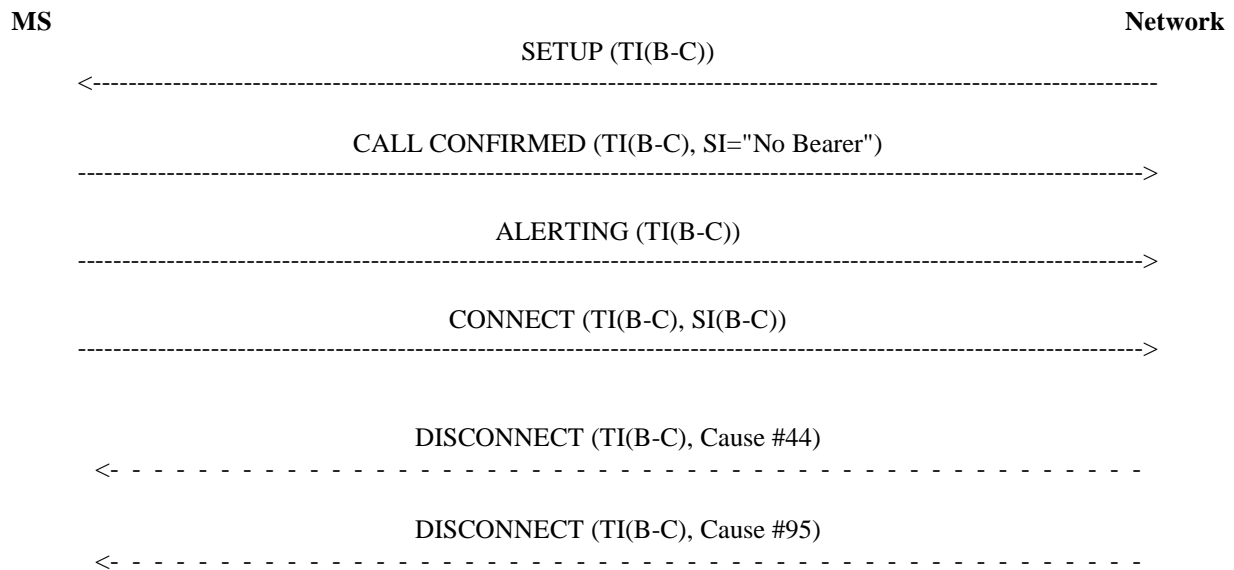 MS Network
SETUP (TI(B-C))
CALL CONFIRMED (TI(B-C), SI="No Bearer")
ALERTING (TI(B-C))
CONNECT (TI(B-C), SI(B-C))
DISCONNECT (TI(B-C), Cause #44)
DISCONNECT (TI(B-C), Cause #95)